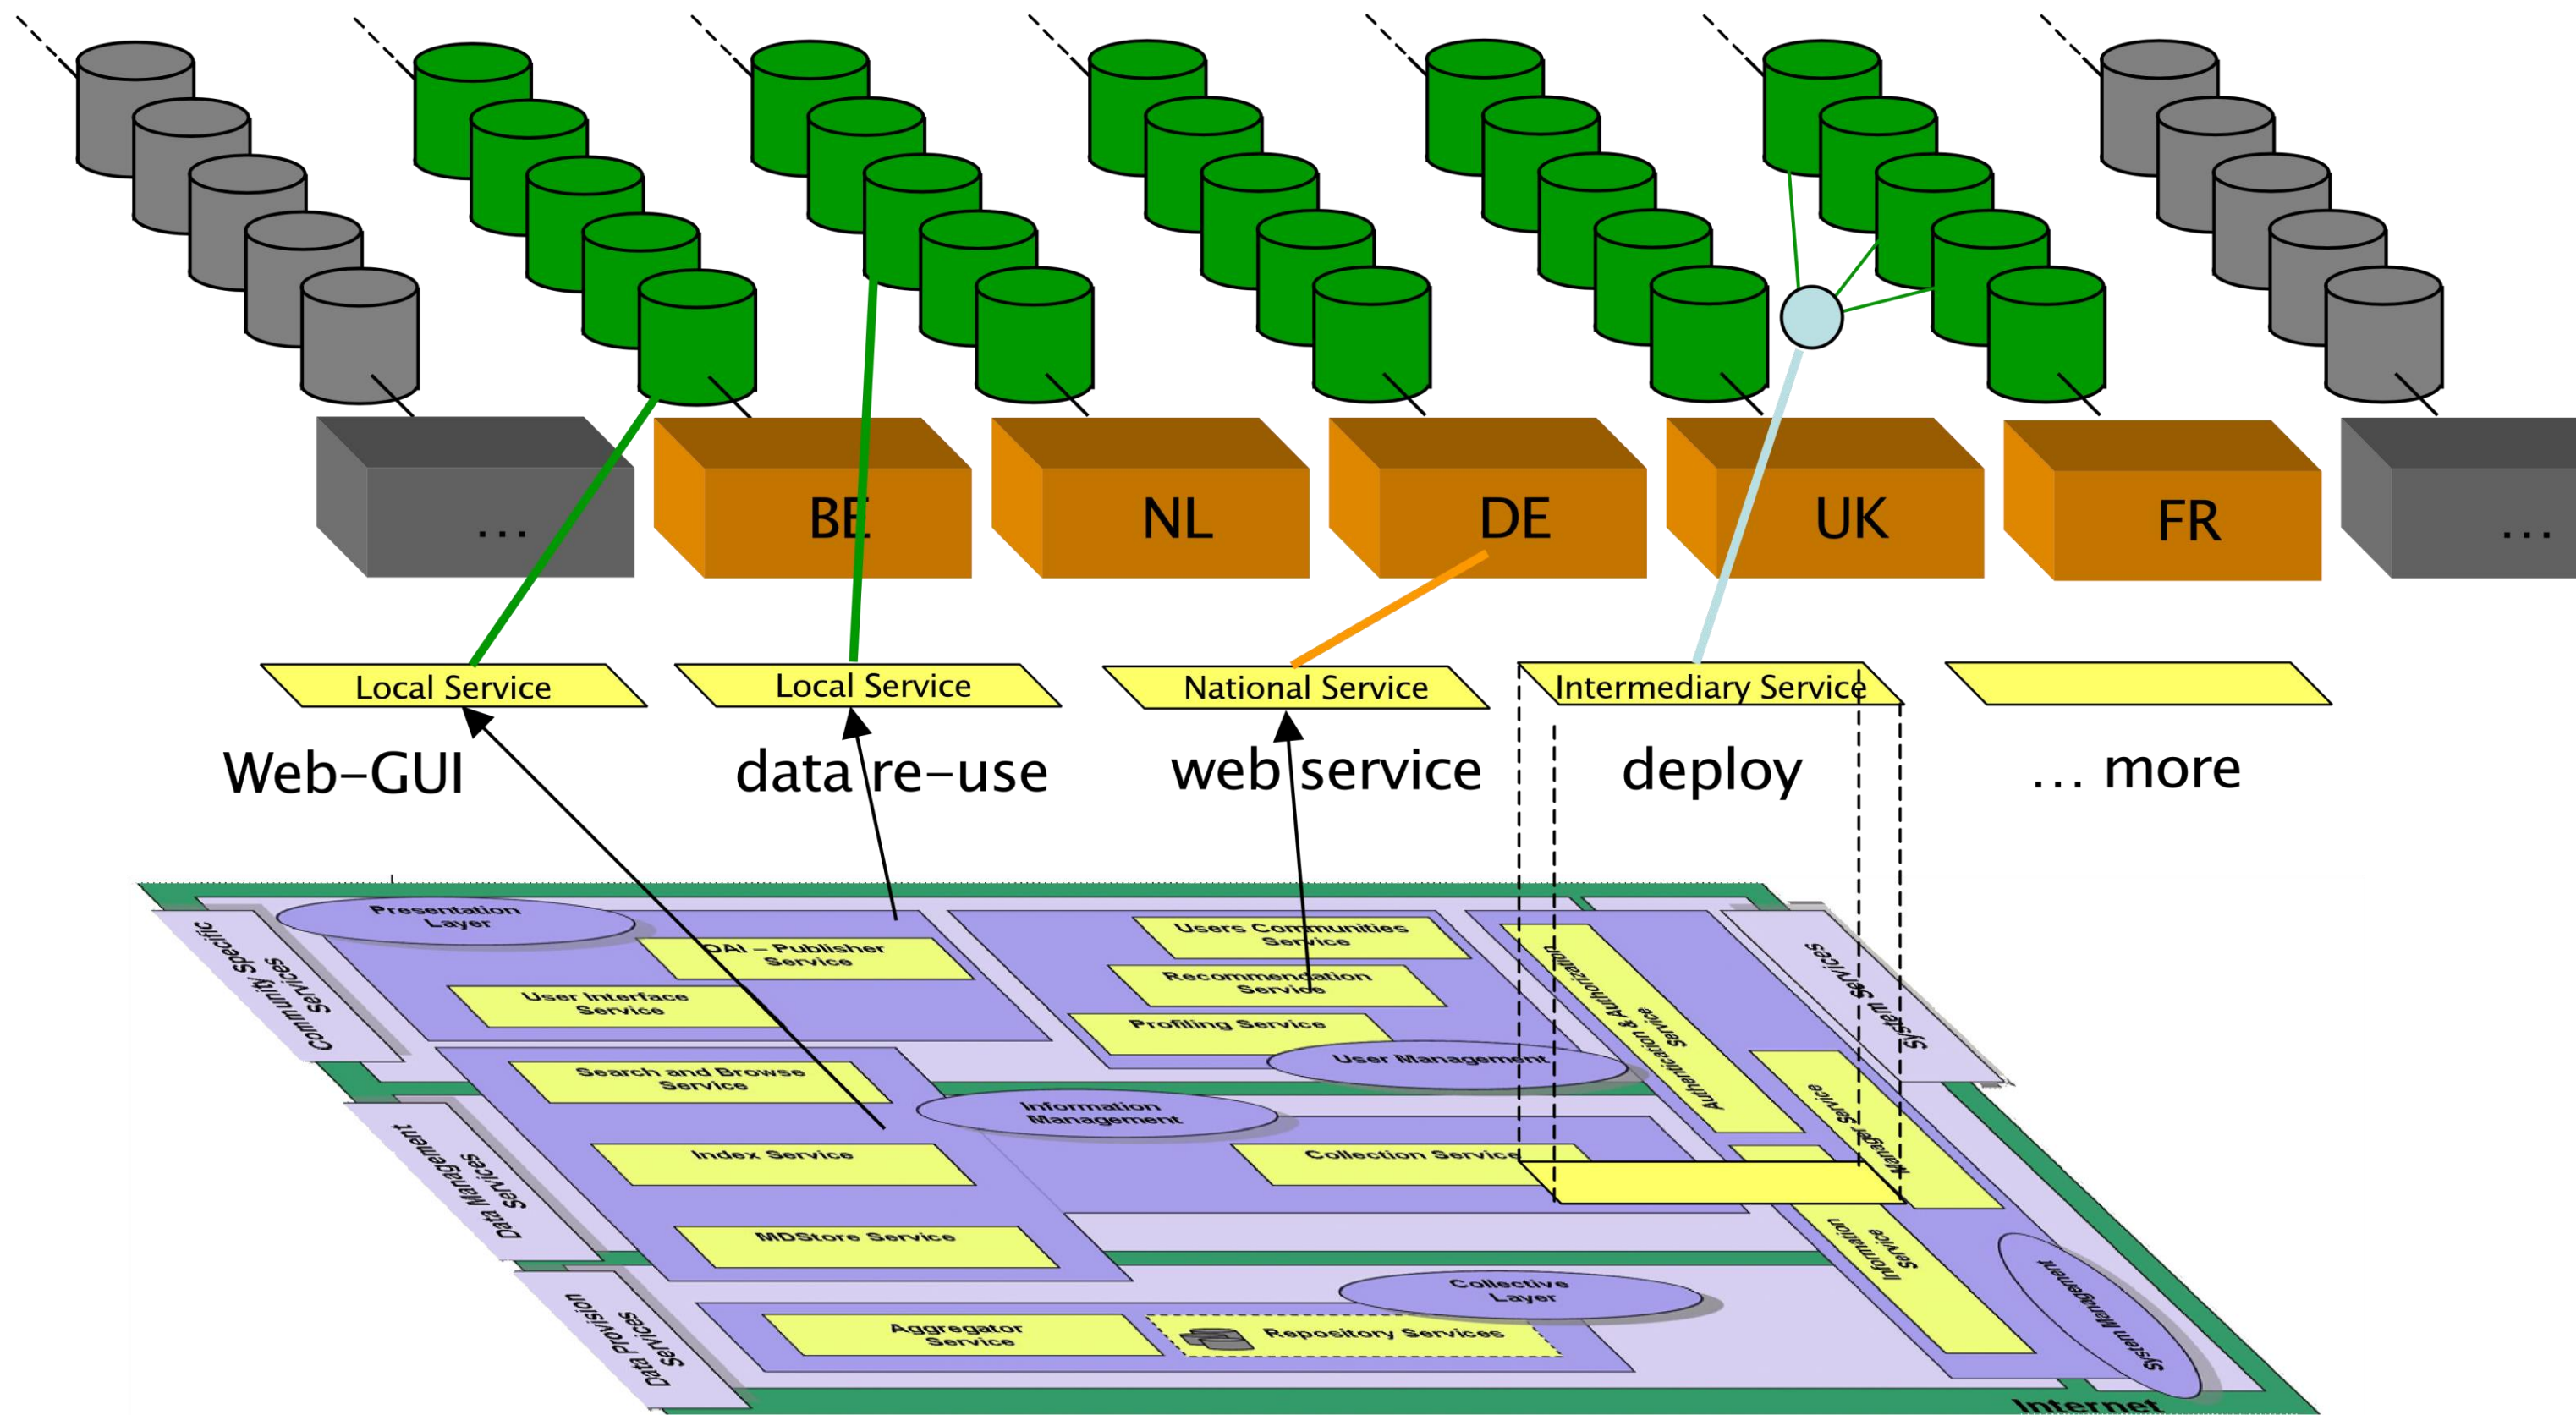 ...
BE
NL
DE
UK
FR
...
Local Service
Local Service
National Service
Intermediary Service
Web-GUI
data re-use
web service
deploy
... more
Presentation
Layer
OAI – Publisher
Service
User Interface
Service
Users Communities
Service
Recommendation
Service
Profiling Service
User Management
Authentication & Authorization
Service
System Services
Community Specific
Services
Search and Browse
Service
Information
Management
Index Service
Collection Service
Manager Service
Data Management
Services
MDStore Service
Information
Service
System Management
Collective
Layer
Aggregator
Service
Repository Services
Data Provision
Services
Internet